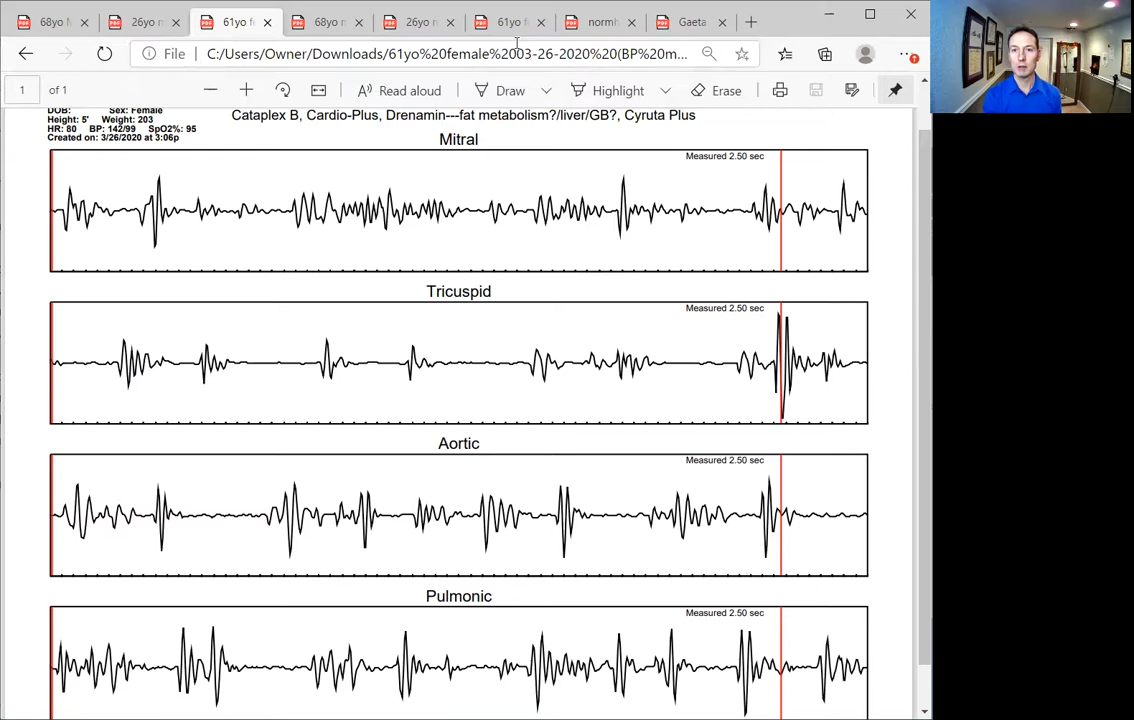 68yo M
26yo m
61yo f
68yo m
26yo n
61yo f
normh
Gaeta
File C:/Users/Owner/Downloads/61yo%20female%2003-26-2020%20(BP%20m...
1 of 1
Read aloud
Draw
Highlight
Erase
DOB: Sex: Female
Height: 5' Weight: 203
HR: 80 BP: 142/99 SpO2%: 95
Created on: 3/26/2020 at 3:06p
Cataplex B, Cardio-Plus, Drenamin---fat metabolism?/liver/GB?, Cyruta Plus
Mitral
Measured 2.50 sec
Tricuspid
Measured 2.50 sec
Aortic
Measured 2.50 sec
Pulmonic
Measured 2.50 sec